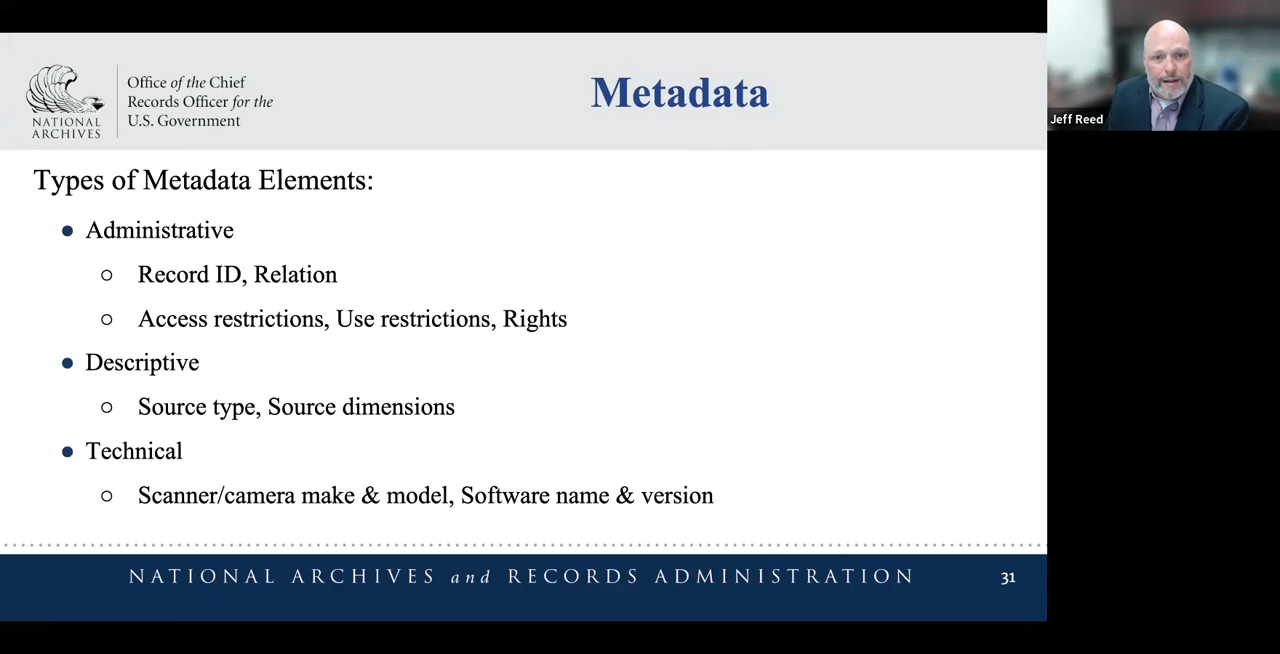 NATIONAL
ARCHIVES
Office of the Chief
Records Officer for the
U.S. Government
Metadata
Jeff Reed
Types of Metadata Elements:
● Administrative
○ Record ID, Relation
○ Access restrictions, Use restrictions, Rights
● Descriptive
○ Source type, Source dimensions
● Technical
○ Scanner/camera make & model, Software name & version
NATIONAL ARCHIVES and RECORDS ADMINISTRATION
31